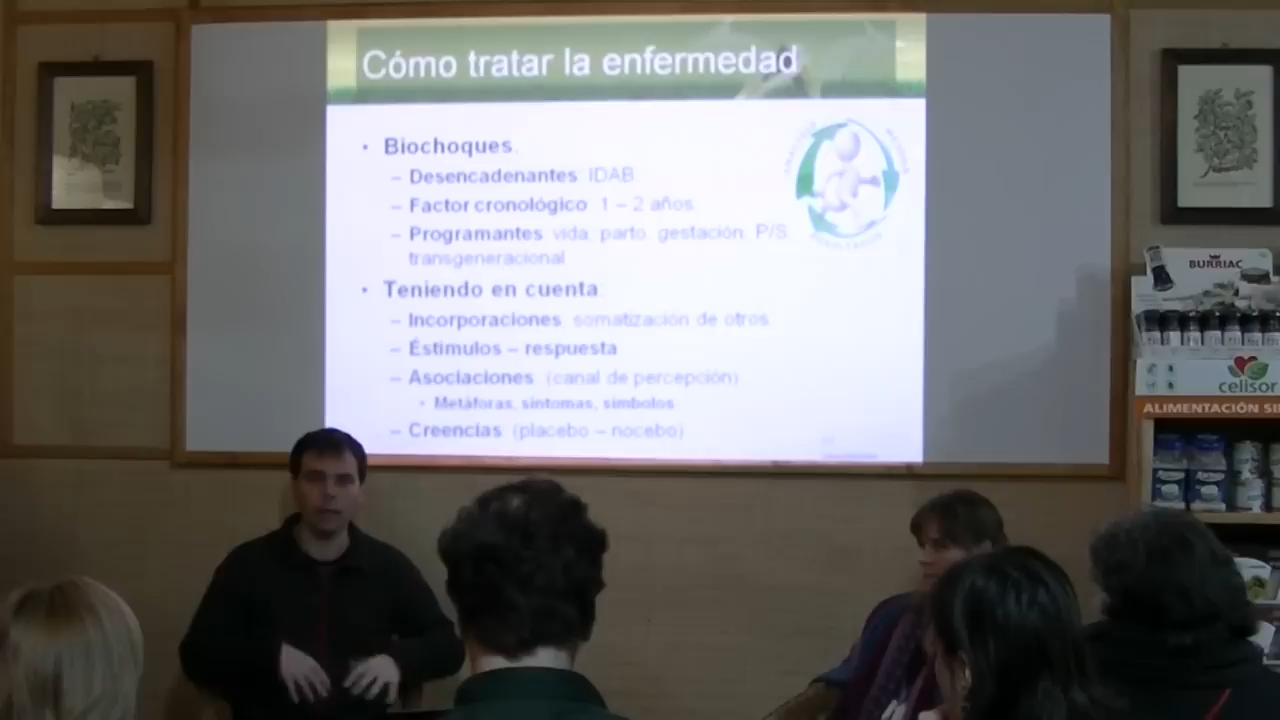 Cómo tratar la enfermedad
• Biochoques.
– Desencadenantes: IDAB.
– Factor cronológico: 1 – 2 años.
– Programantes: vida, parto, gestación, P/S,
transgeneracional
• Teniendo en cuenta:
– Incorporaciones: somatización de otros.
– Éstimulos – respuesta
– Asociaciones: (canal de percepción)
• Metáforas, síntomas, símbolos
– Creencias: (placebo – nocebo)
BURRIAC
celisor
ALIMENTACIÓN SI